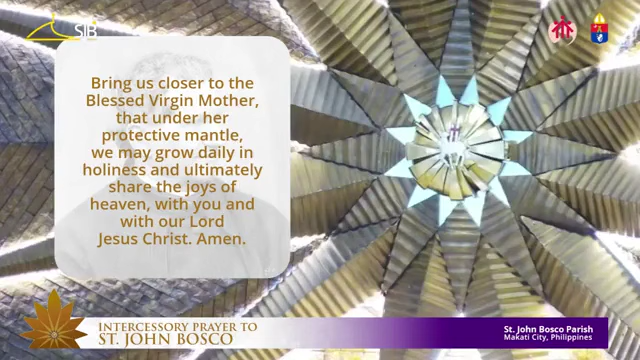 SJB
Bring us closer to the
Blessed Virgin Mother,
that under her
protective mantle,
we may grow daily in
holiness and ultimately
share the joys of
heaven, with you and
with our Lord
Jesus Christ. Amen.
INTERCESSORY PRAYER TO
ST. JOHN BOSCO
St. John Bosco Parish
Makati City, Philippines